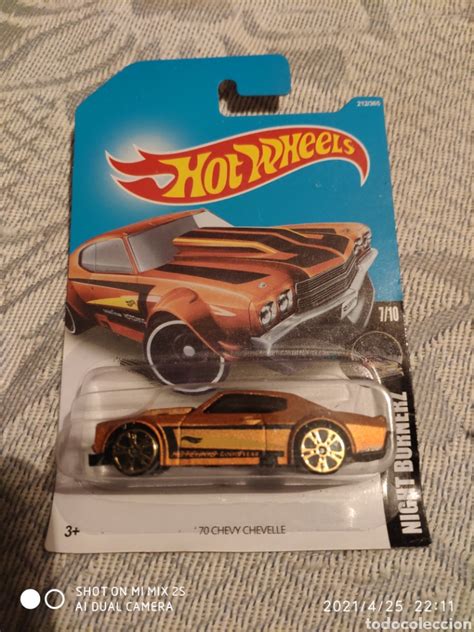 212/365
Hot Wheels
7/10
NIGHT BURNERZ
3+
'70 CHEVY CHEVELLE
SHOT ON MI MIX 2S
AI DUAL CAMERA
2021/4/25 22:11
todocoleccion